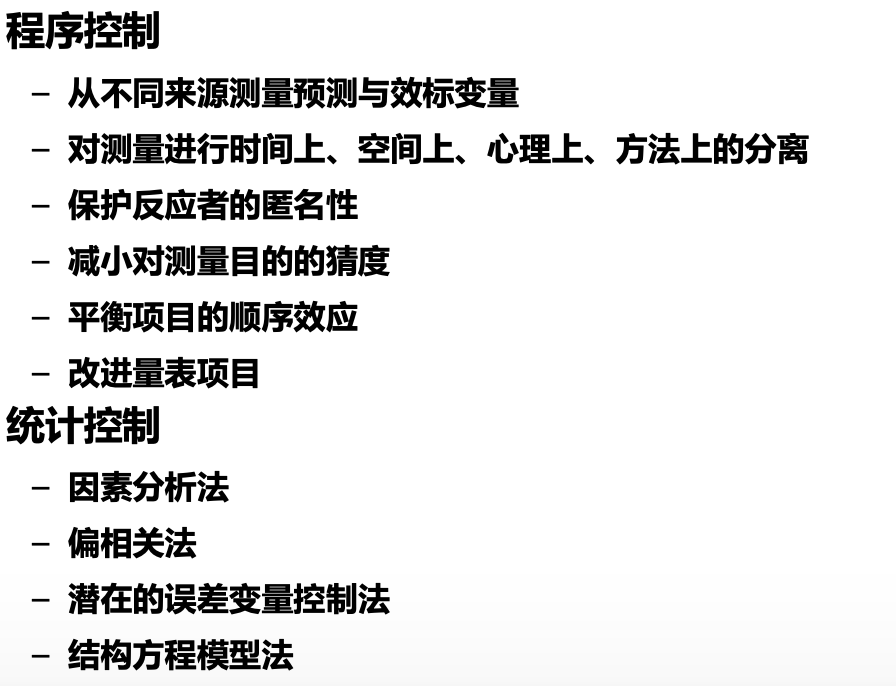 程序控制
– 从不同来源测量预测与效标变量
– 对测量进行时间上、空间上、心理上、方法上的分离
– 保护反应者的匿名性
– 减小对测量目的的猜度
– 平衡项目的顺序效应
– 改进量表项目
统计控制
– 因素分析法
– 偏相关法
– 潜在的误差变量控制法
– 结构方程模型法